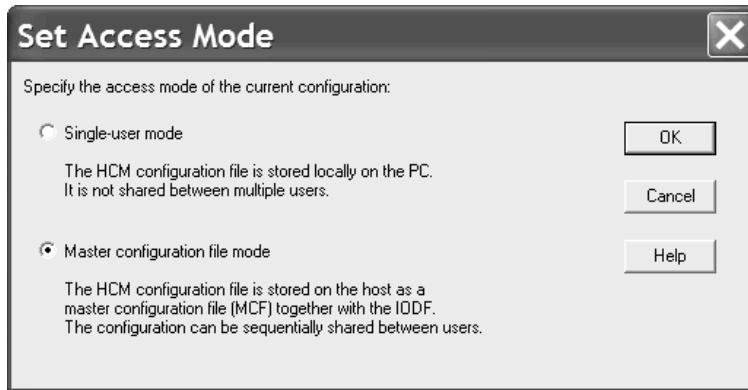 Set Access Mode
Specify the access mode of the current configuration:
Single-user mode
The HCM configuration file is stored locally on the PC.
It is not shared between multiple users.
Master configuration file mode
The HCM configuration file is stored on the host as a
master configuration file (MCF) together with the IODF.
The configuration can be sequentially shared between users.
OK
Cancel
Help